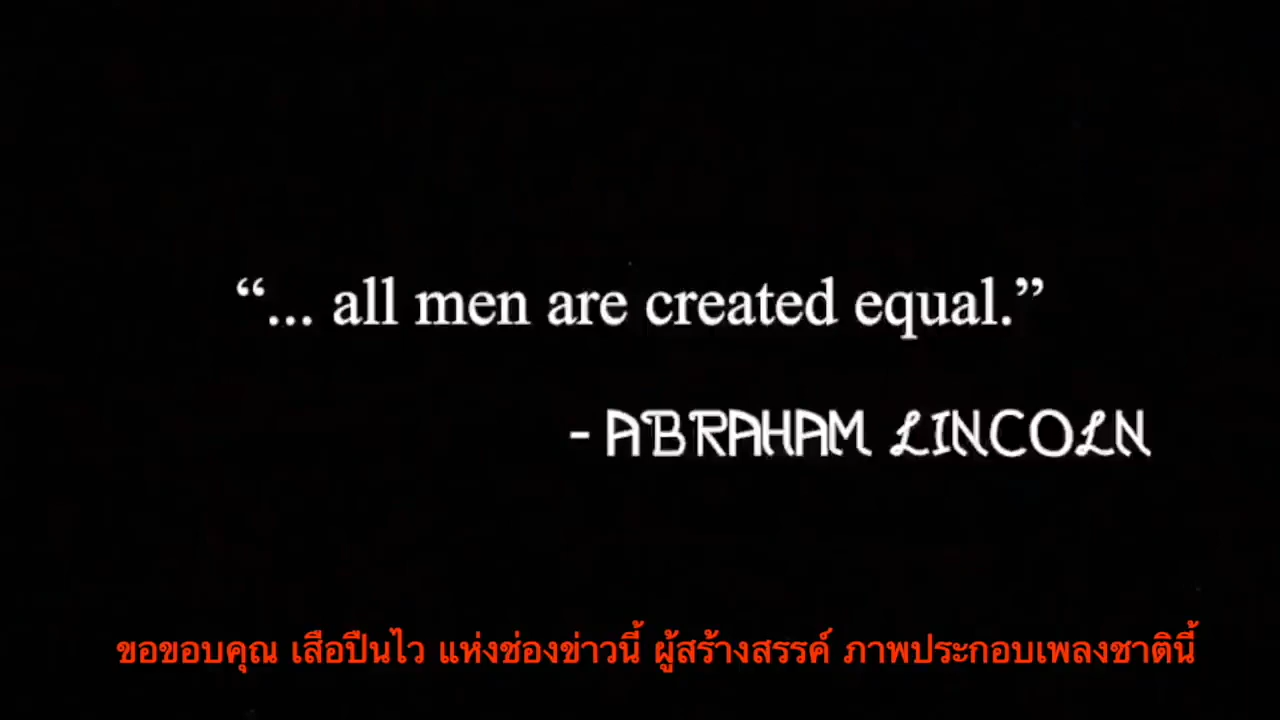 “... all men are created equal.”
- ABRAHAM LINCOLN
ขอขอบคุณ เสือปืนไว แห่งช่องข่าวนี้ ผู้สร้างสรรค์ ภาพประกอบเพลงชาตินี้